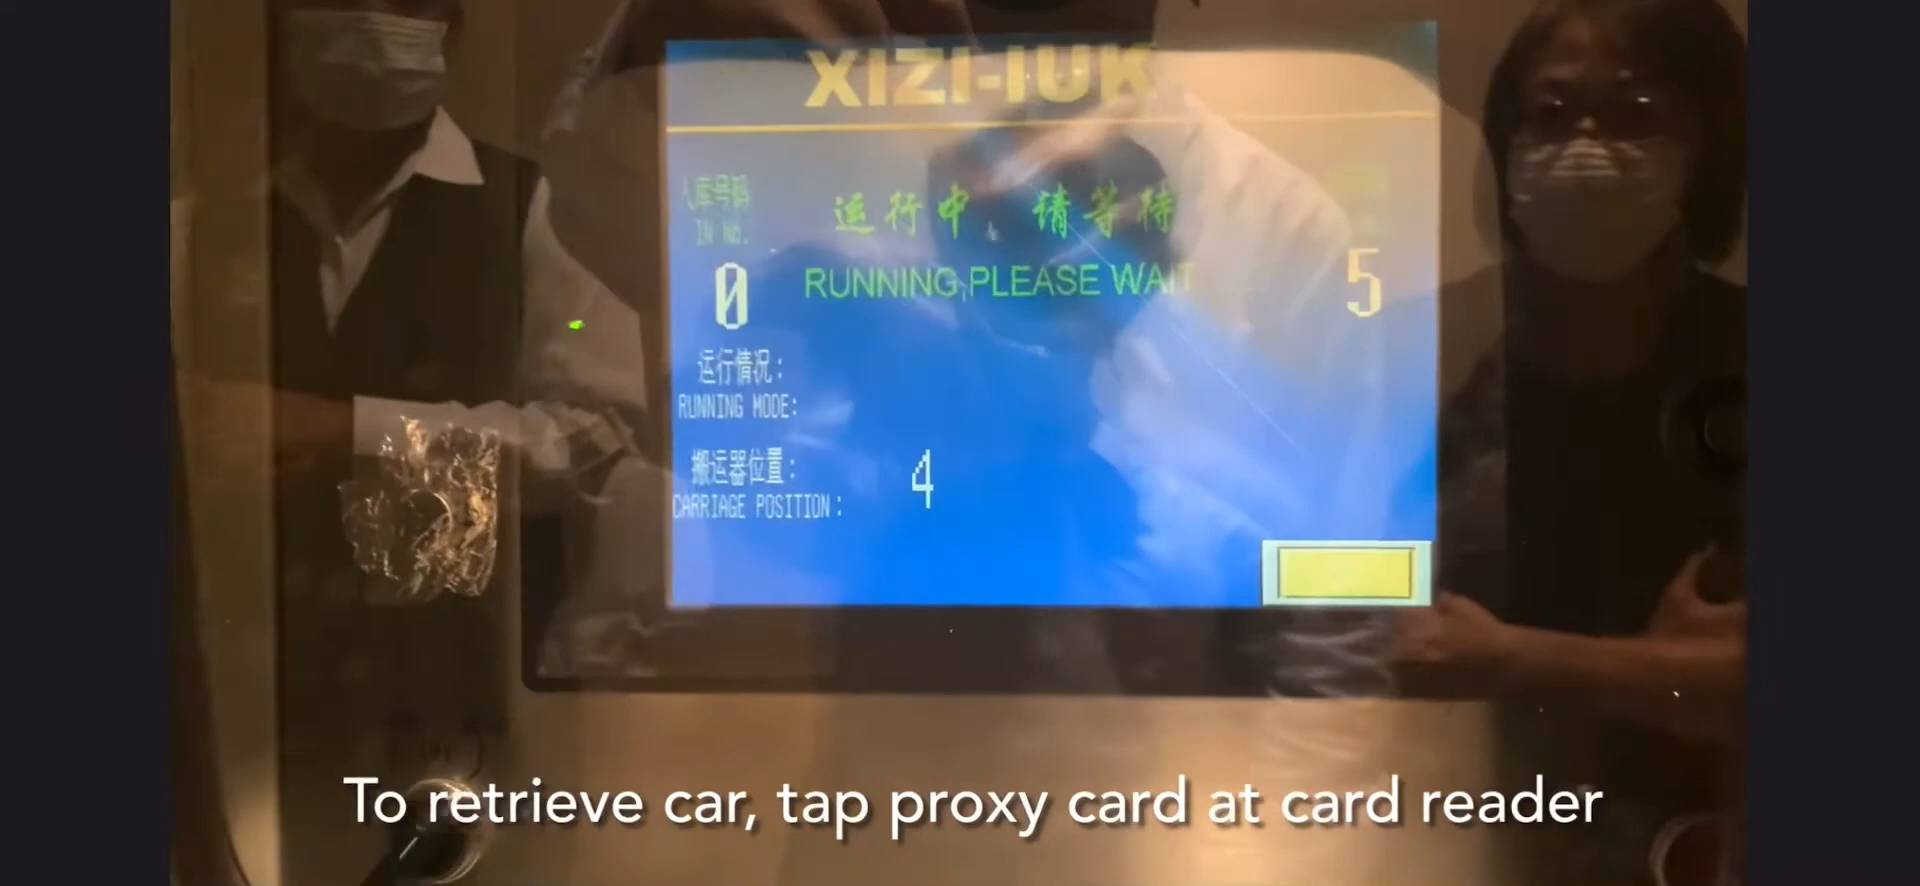 XIZI-IUK
入库号码
IN No.
0
运行中、请等待
RUNNING,PLEASE WAIT
5
运行情况：
RUNNING MODE:
搬运器位置：
CARRIAGE POSITION:
4
To retrieve car, tap proxy card at card reader